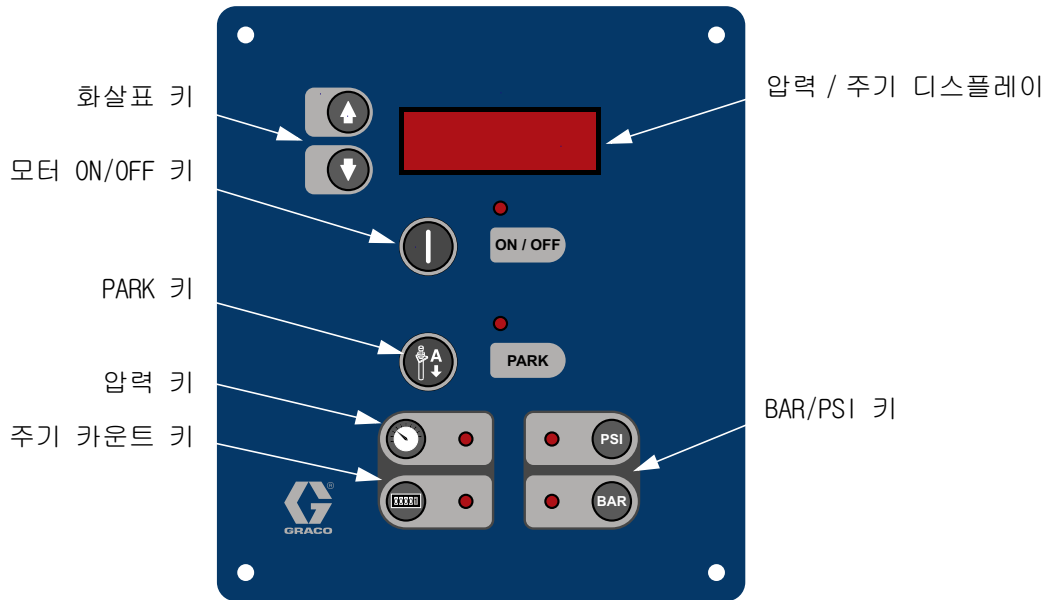 화살표 키
모터 ON/OFF 키
PARK 키
압력 키
주기 카운트 키
압력 / 주기 디스플레이
BAR/PSI 키
ON / OFF
A
PARK
PSI
BAR
®
GRACO